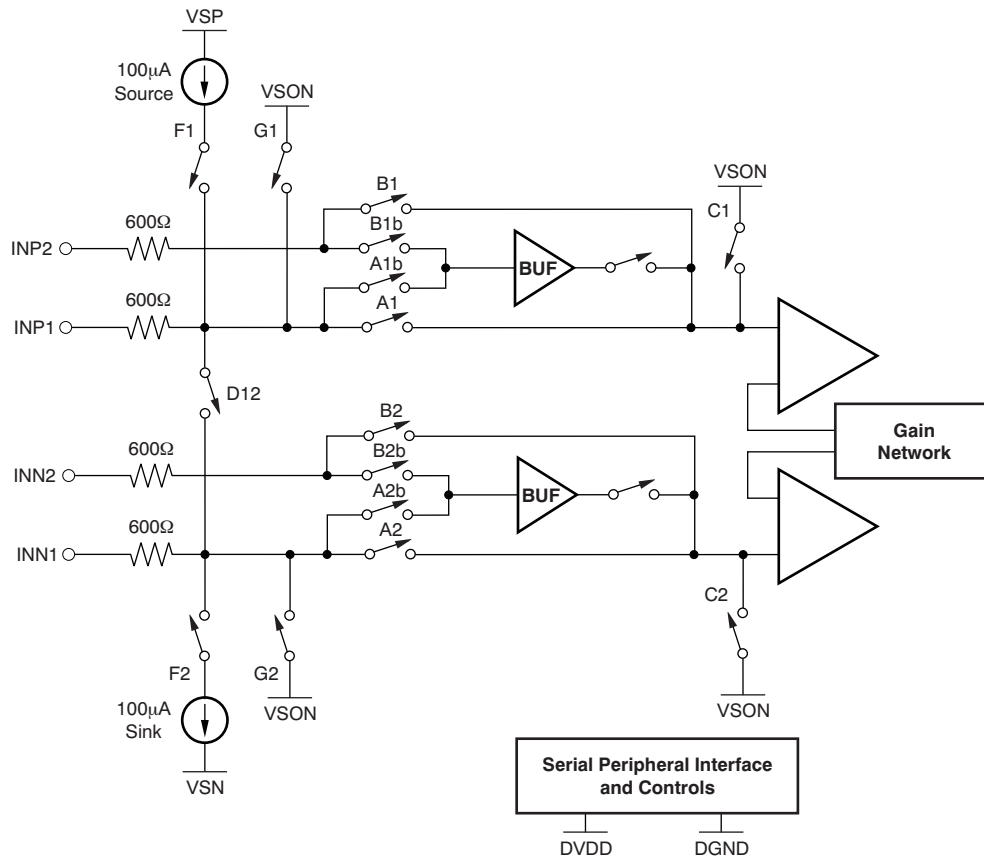 VSP
100μA
Source
VSON
F1
G1
B1
VSON
C1
600Ω
B1b
INP2
BUF
A1b
600Ω
A1
INP1
D12
B2
600Ω
B2b
Gain
Network
INN2
BUF
A2b
600Ω
A2
INN1
C2
F2
G2
100μA
Sink
VSON
VSON
VSN
Serial Peripheral Interface
and Controls
DVDD
DGND